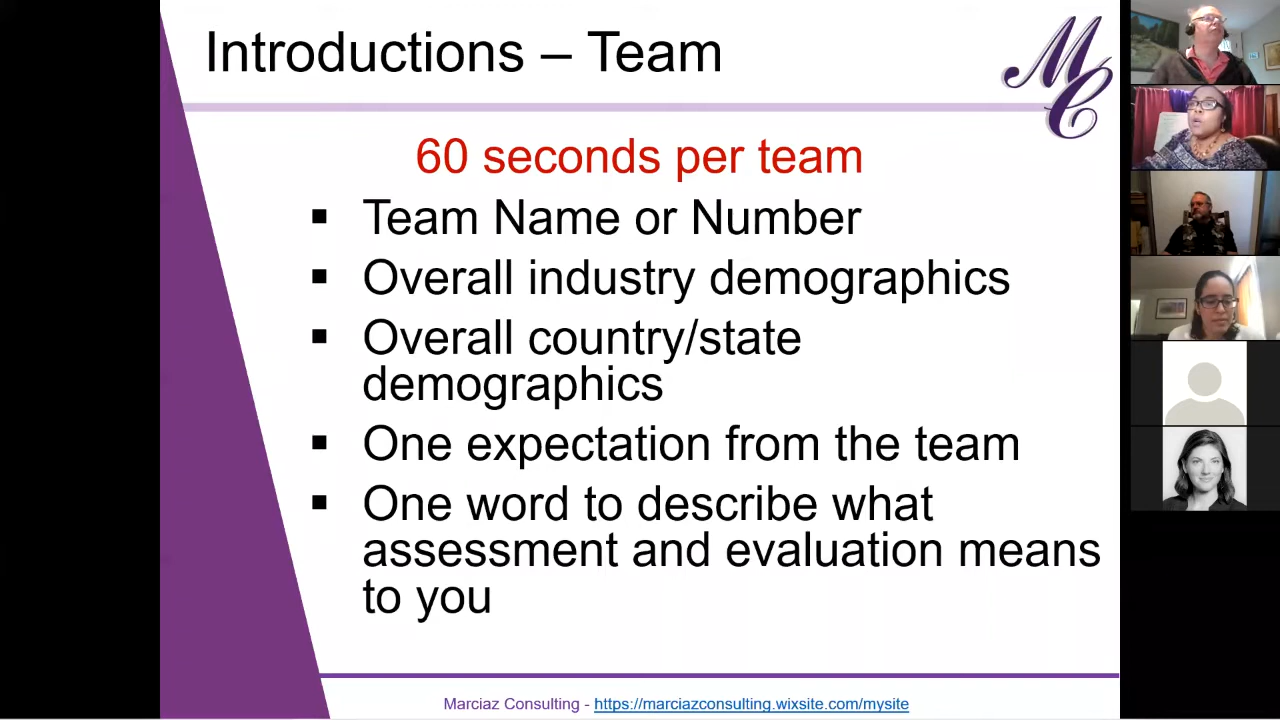 Introductions – Team
MC
60 seconds per team
▪ Team Name or Number
▪ Overall industry demographics
▪ Overall country/state
demographics
▪ One expectation from the team
▪ One word to describe what
assessment and evaluation means
to you
Marciaz Consulting - https://marciazconsulting.wixsite.com/mysite